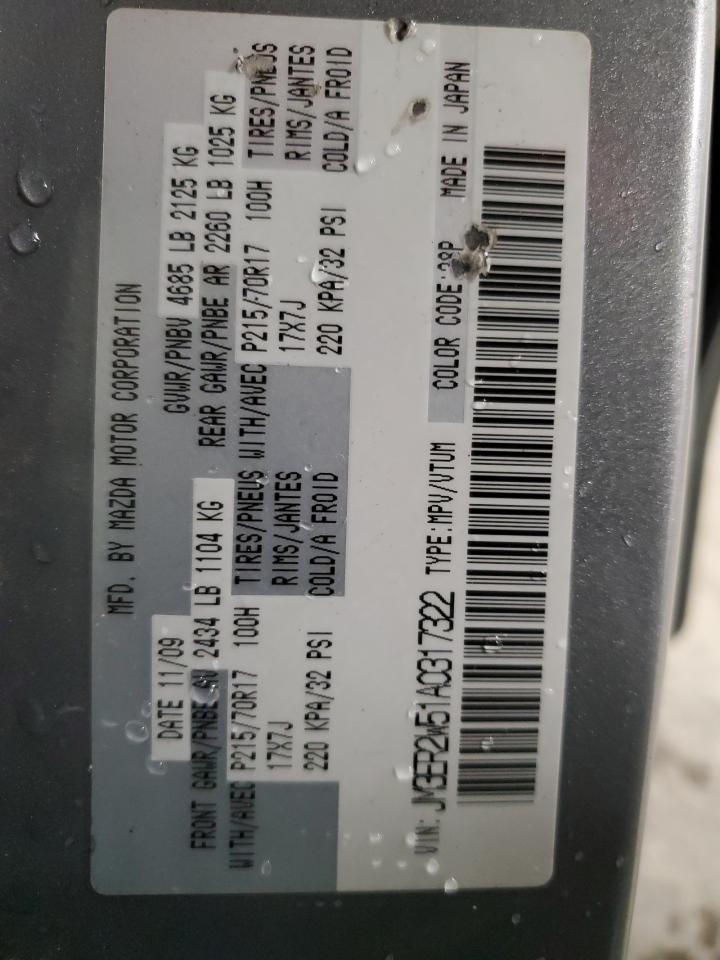 MFD. BY MAZDA MOTOR CORPORATION
DATE 11/09 GVWR/PNBV 4685 LB 2125 KG
FRONT GAWR/PNBE AV 2434 LB 1104 KG REAR GAWR/PNBE AR 2260 LB 1025 KG
WITH/AVEC P215/70R17 100H TIRES/PNEUS WITH/AVEC P215/70R17 100H TIRES/PNEUS
17X7J RIMS/JANTES 17X7J RIMS/JANTES
220 KPA/32 PSI COLD/A FROID 220 KPA/32 PSI COLD/A FROID
VIN: JM3ER2W51A0317322 TYPE:MPV/VTUM COLOR CODE:38P MADE IN JAPAN